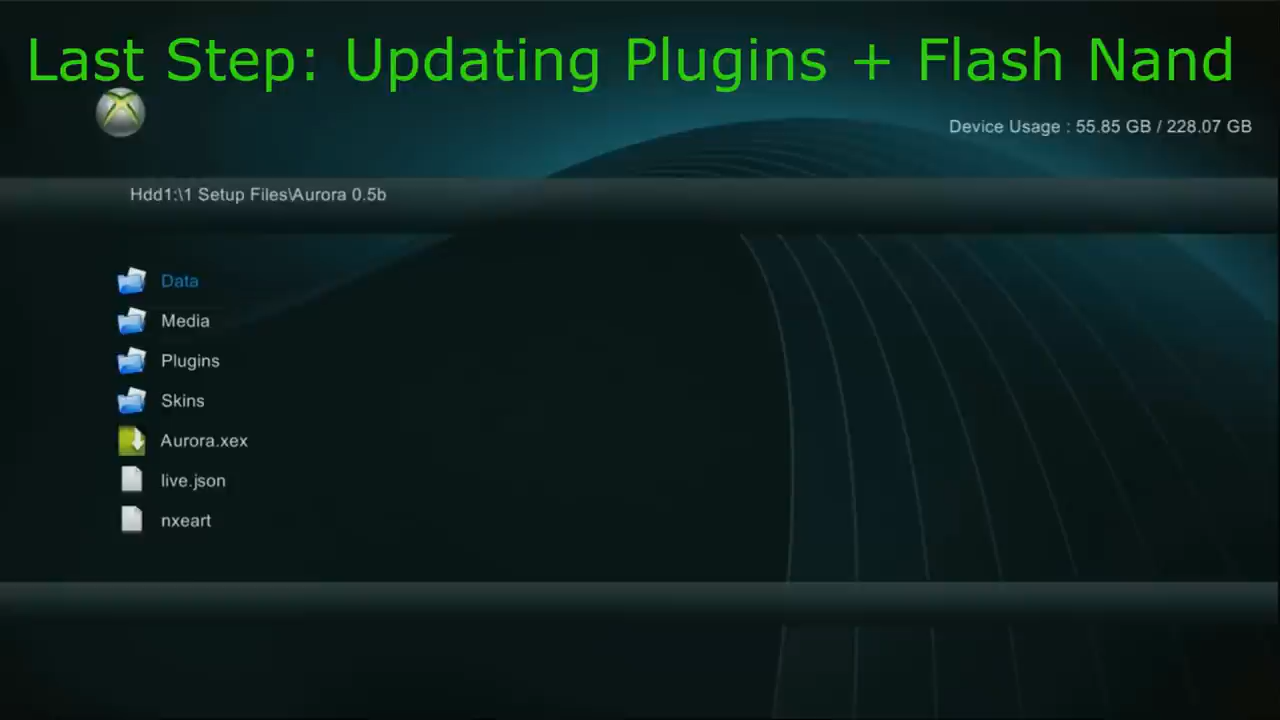 Last Step: Updating Plugins + Flash Nand
Device Usage : 55.85 GB / 228.07 GB
Hdd1:\1 Setup Files\Aurora 0.5b
Data
Media
Plugins
Skins
Aurora.xex
live.json
nxeart